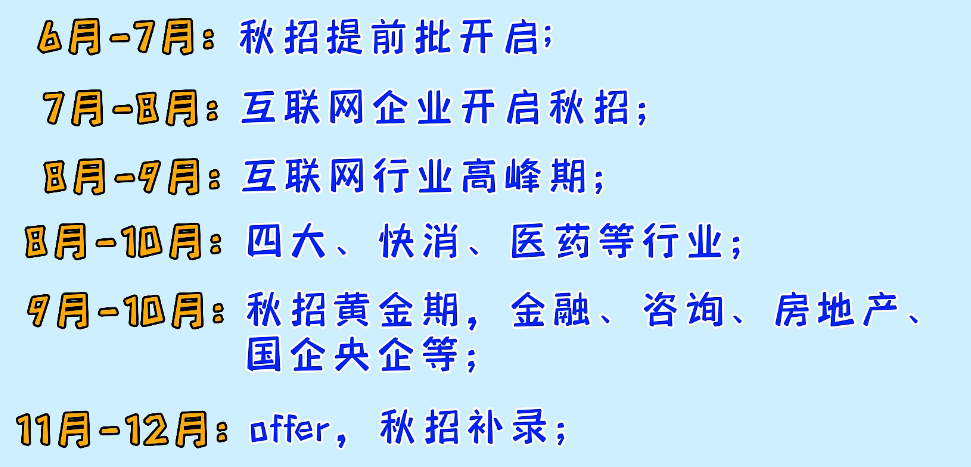 6月-7月：秋招提前批开启；
7月-8月：互联网企业开启秋招；
8月-9月：互联网行业高峰期；
8月-10月：四大、快消、医药等行业；
9月-10月：秋招黄金期，金融、咨询、房地产、
国企央企等；
11月-12月：offer，秋招补录；